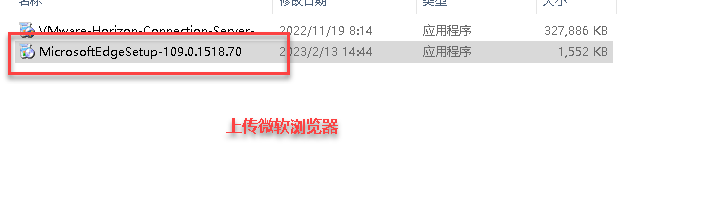 名称 修改日期 类型 大小
VMware-Horizon-Connection-Server- 2022/11/19 8:14 应用程序 327,886 KB
MicrosoftEdgeSetup-109.0.1518.70 2023/2/13 14:44 应用程序 1,552 KB
上传微软浏览器